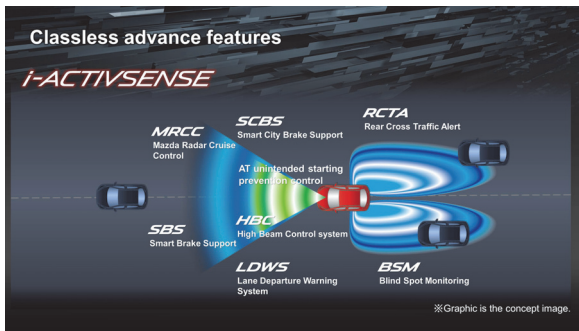 Classless advance features
i-ACTIVSENSE
MRCC
Mazda Radar Cruise
Control
SCBS
Smart City Brake Support
RCTA
Rear Cross Traffic Alert
AT unintended starting
prevention control
SBS
Smart Brake Support
HBC
High Beam Control system
LDWS
Lane Departure Warning
System
BSM
Blind Spot Monitoring
※Graphic is the concept image.